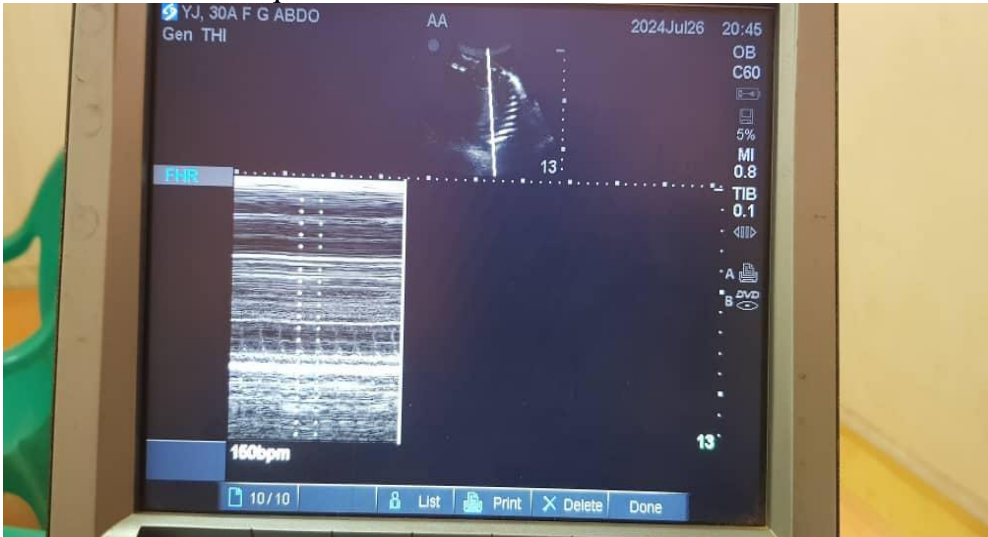 YJ, 30A F G ABDO
Gen THI
AA
2024Jul26 20:45
OB
C60
5%
MI
0.8
TIB
0.1
A
B DVD
13
FHR
13
150bpm
10/10
List
Print
Delete
Done